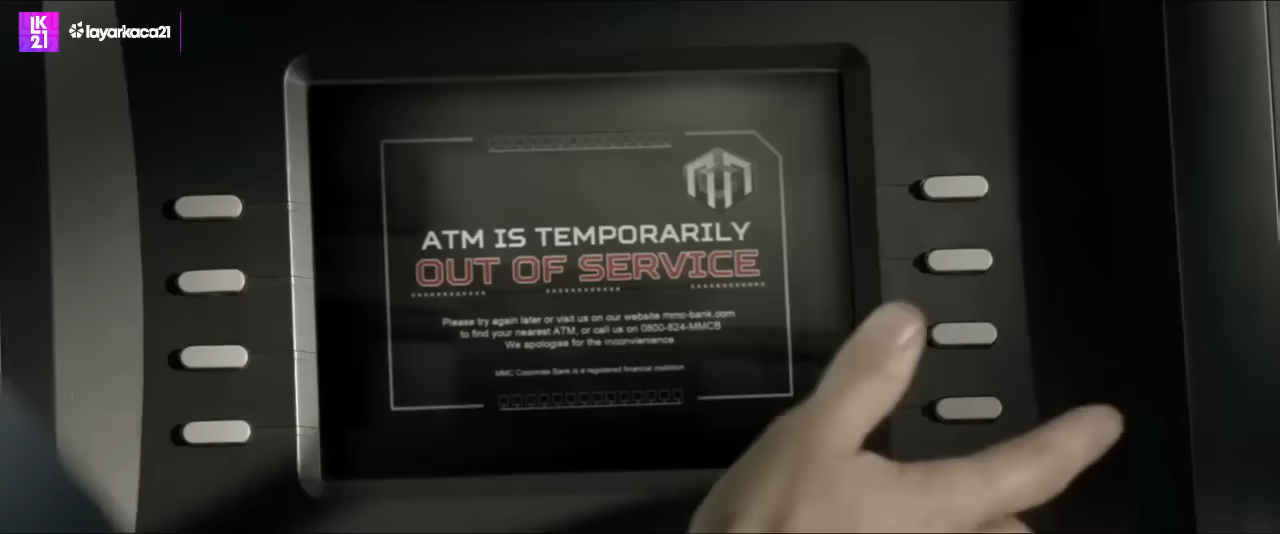 LK
21
layarkaca21
ATM IS TEMPORARILY
OUT OF SERVICE
Please try again later or visit us on our website mmc-bank.com
to find your nearest ATM, or call us on 0800-824-MMCB
We apologise for the inconvienience.
MMC Corporate Bank is a registered financial institition